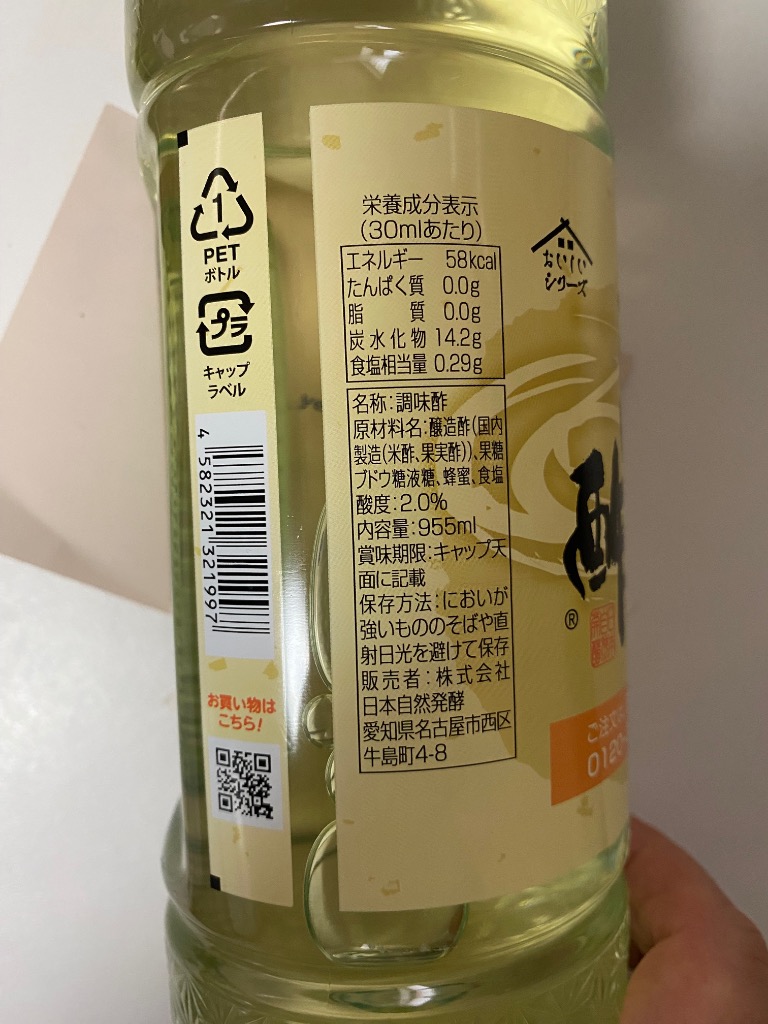 1
PET
ボトル
プラ
キャップ
ラベル
4 582321 321997
お買い物は
こちら!
栄養成分表示
(30mlあたり)
エネルギー 58kcal
たんぱく質 0.0g
脂質 0.0g
炭水化物 14.2g
食塩相当量 0.29g
名称:調味酢
原材料名:醸造酢(国内
製造(米酢、果実酢))、果糖
ブドウ糖液糖、蜂蜜、食塩
酸度:2.0%
内容量:955ml
賞味期限:キャップ天
面に記載
保存方法:においが
強いもののそばや直
射日光を避けて保存
販売者:株式会社
日本自然発酵
愛知県名古屋市西区
牛島町4-8
おいしい
シリーズ
酢
®
ご注文
0120-